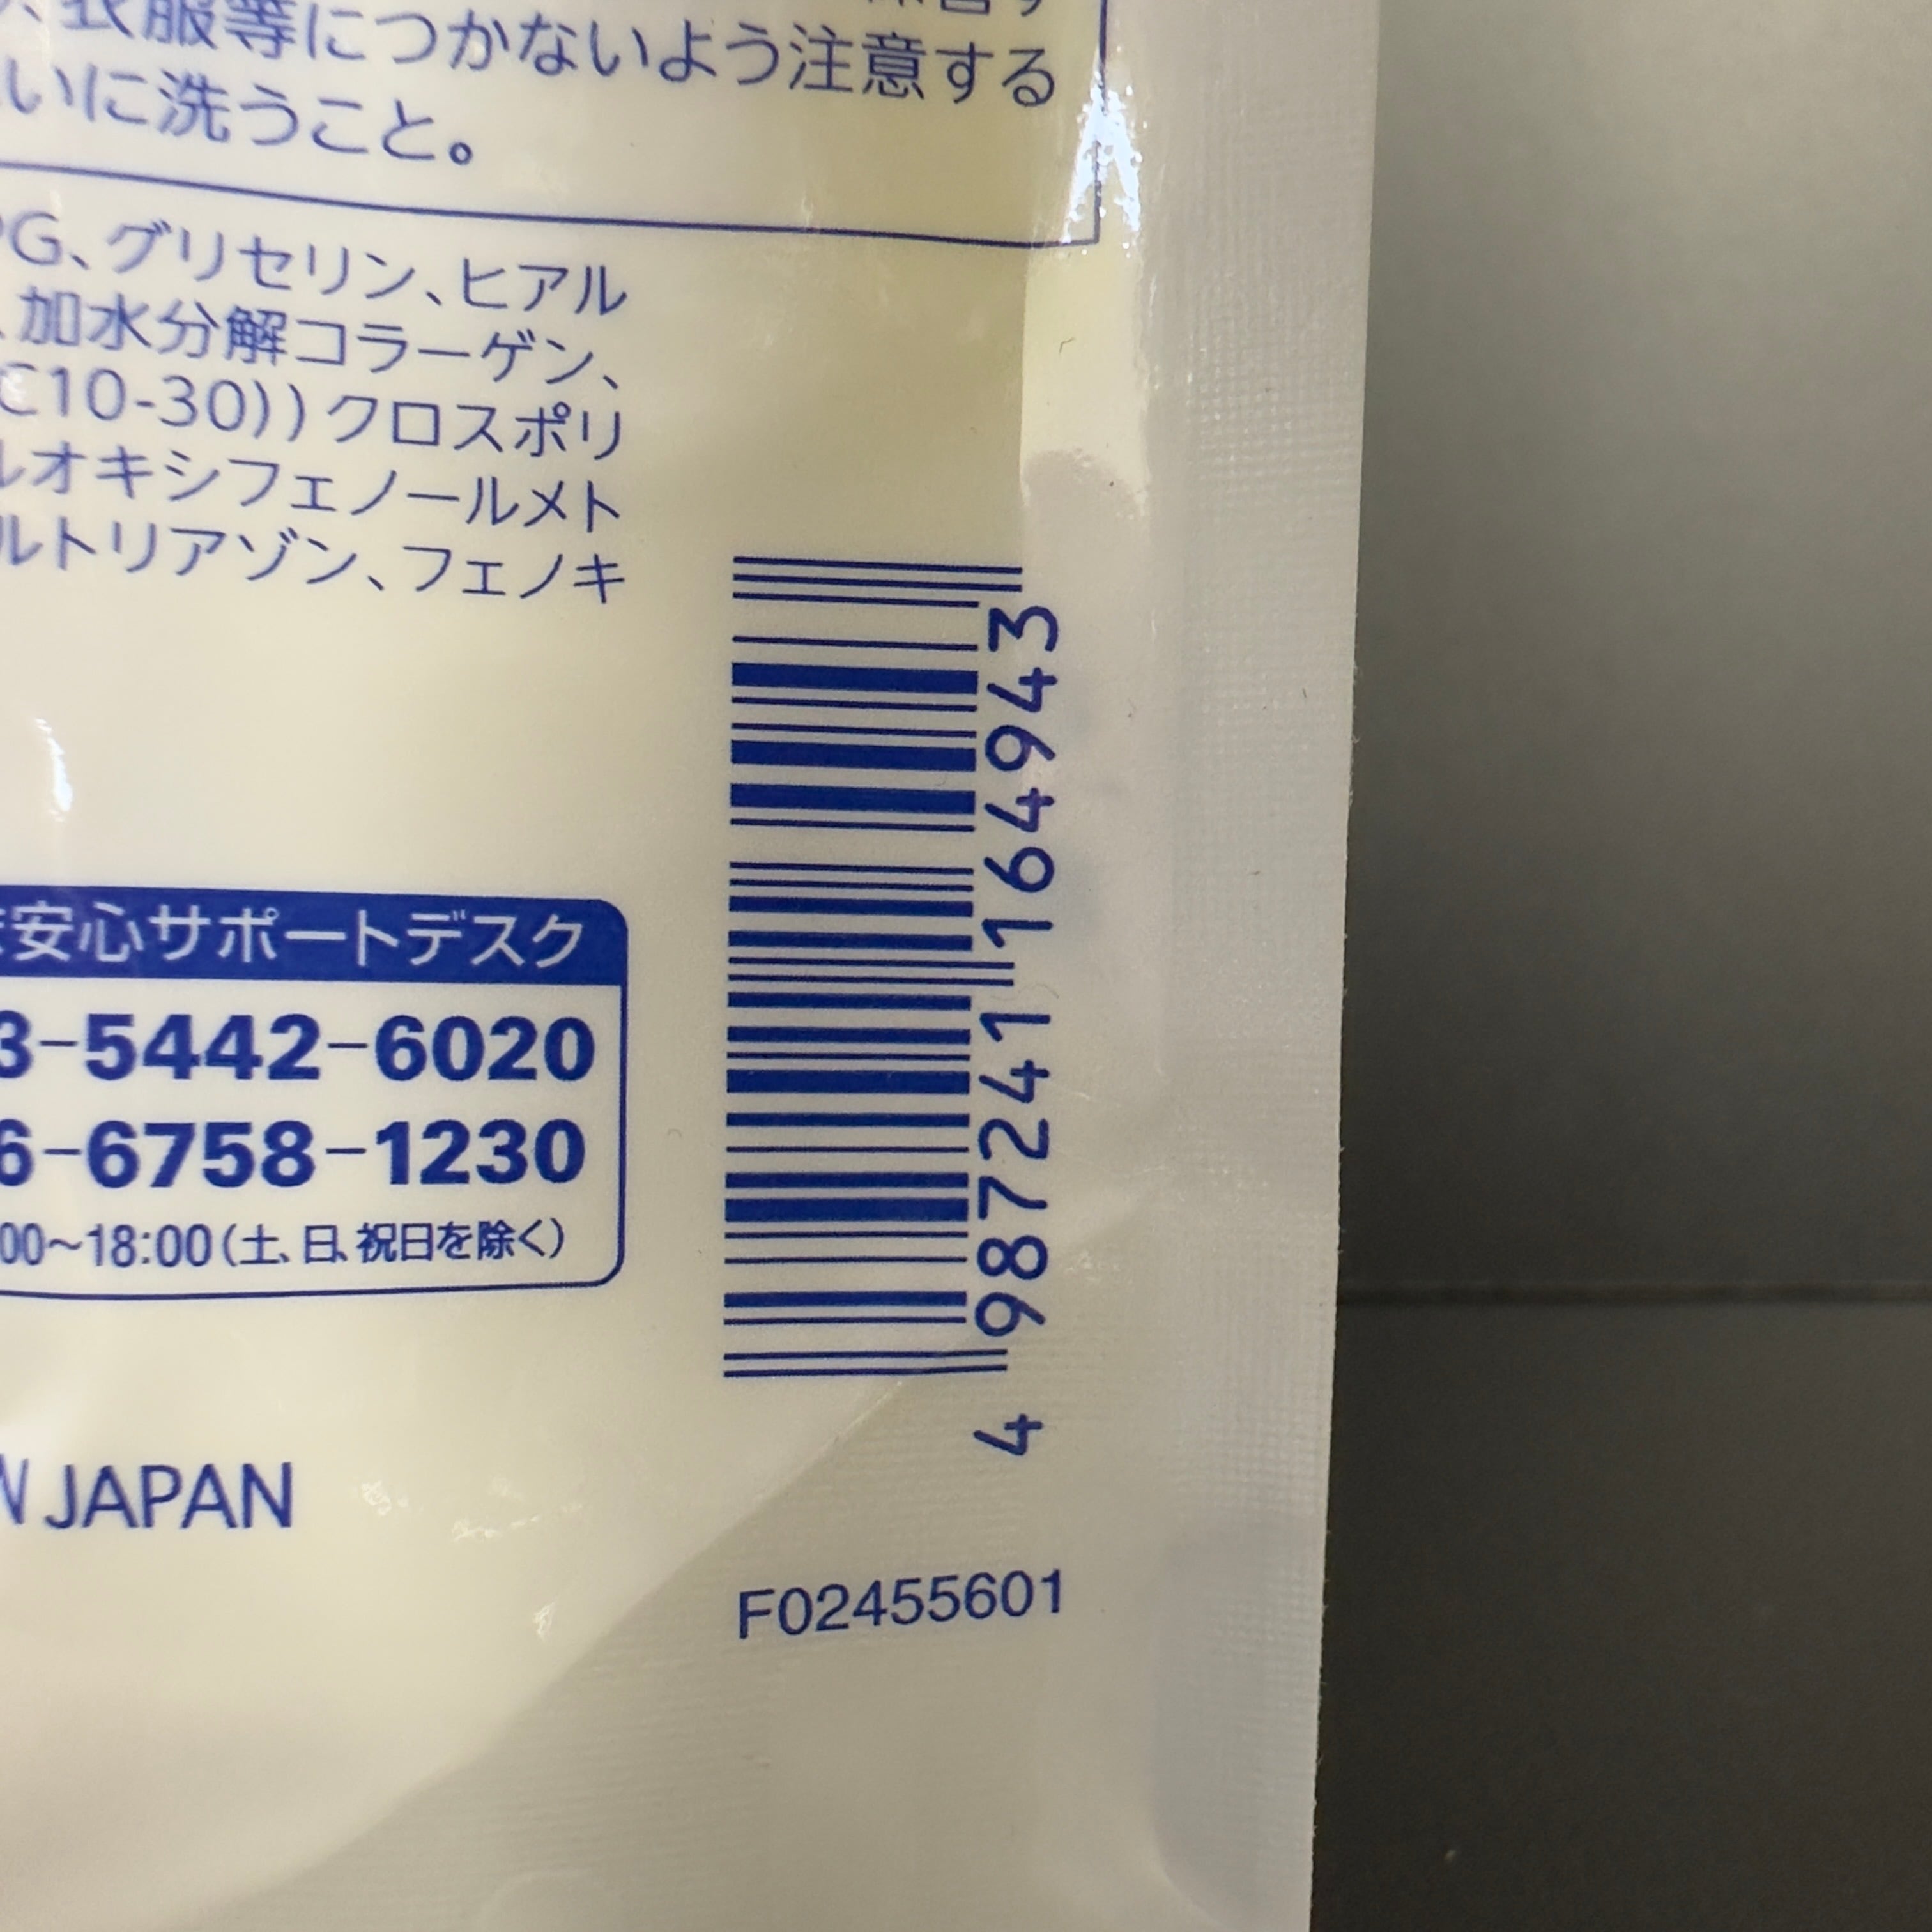 、衣服等につかないよう注意する
いに洗うこと。
PG、グリセリン、ヒアル
、加水分解コラーゲン、
C10-30))クロスポリ
ルオキシフェノールメト
ルトリアゾン、フェノキ
安心サポートデスク
3-5442-6020
6-6758-1230
00~18:00(土、日、祝日を除く)
N JAPAN
4 987241 164943
F02455601